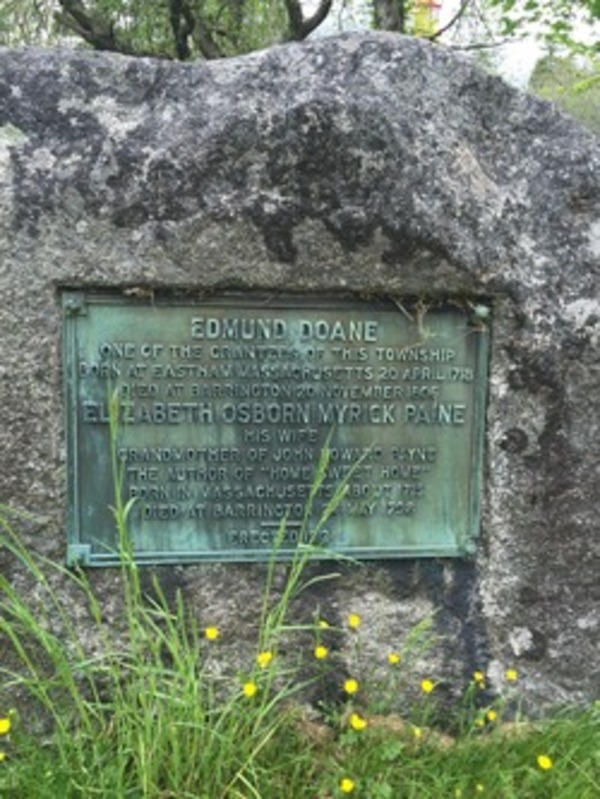 EDMUND DOANE
ONE OF THE GRANTEES OF THIS TOWNSHIP
BORN AT EASTHAM MASSACHUSETTS 20 APRIL 1718
DIED AT BARRINGTON 20 NOVEMBER
ELIZABETH OSBORN MYRICK PAINE
HIS WIFE
GRANDMOTHER OF JOHN HOWARD PAYNE
THE AUTHOR OF "HOME SWEET HOME"
BORN IN MASSACHUSETTS ABOUT
DIED AT BARRINGTON MAY
ERECTED